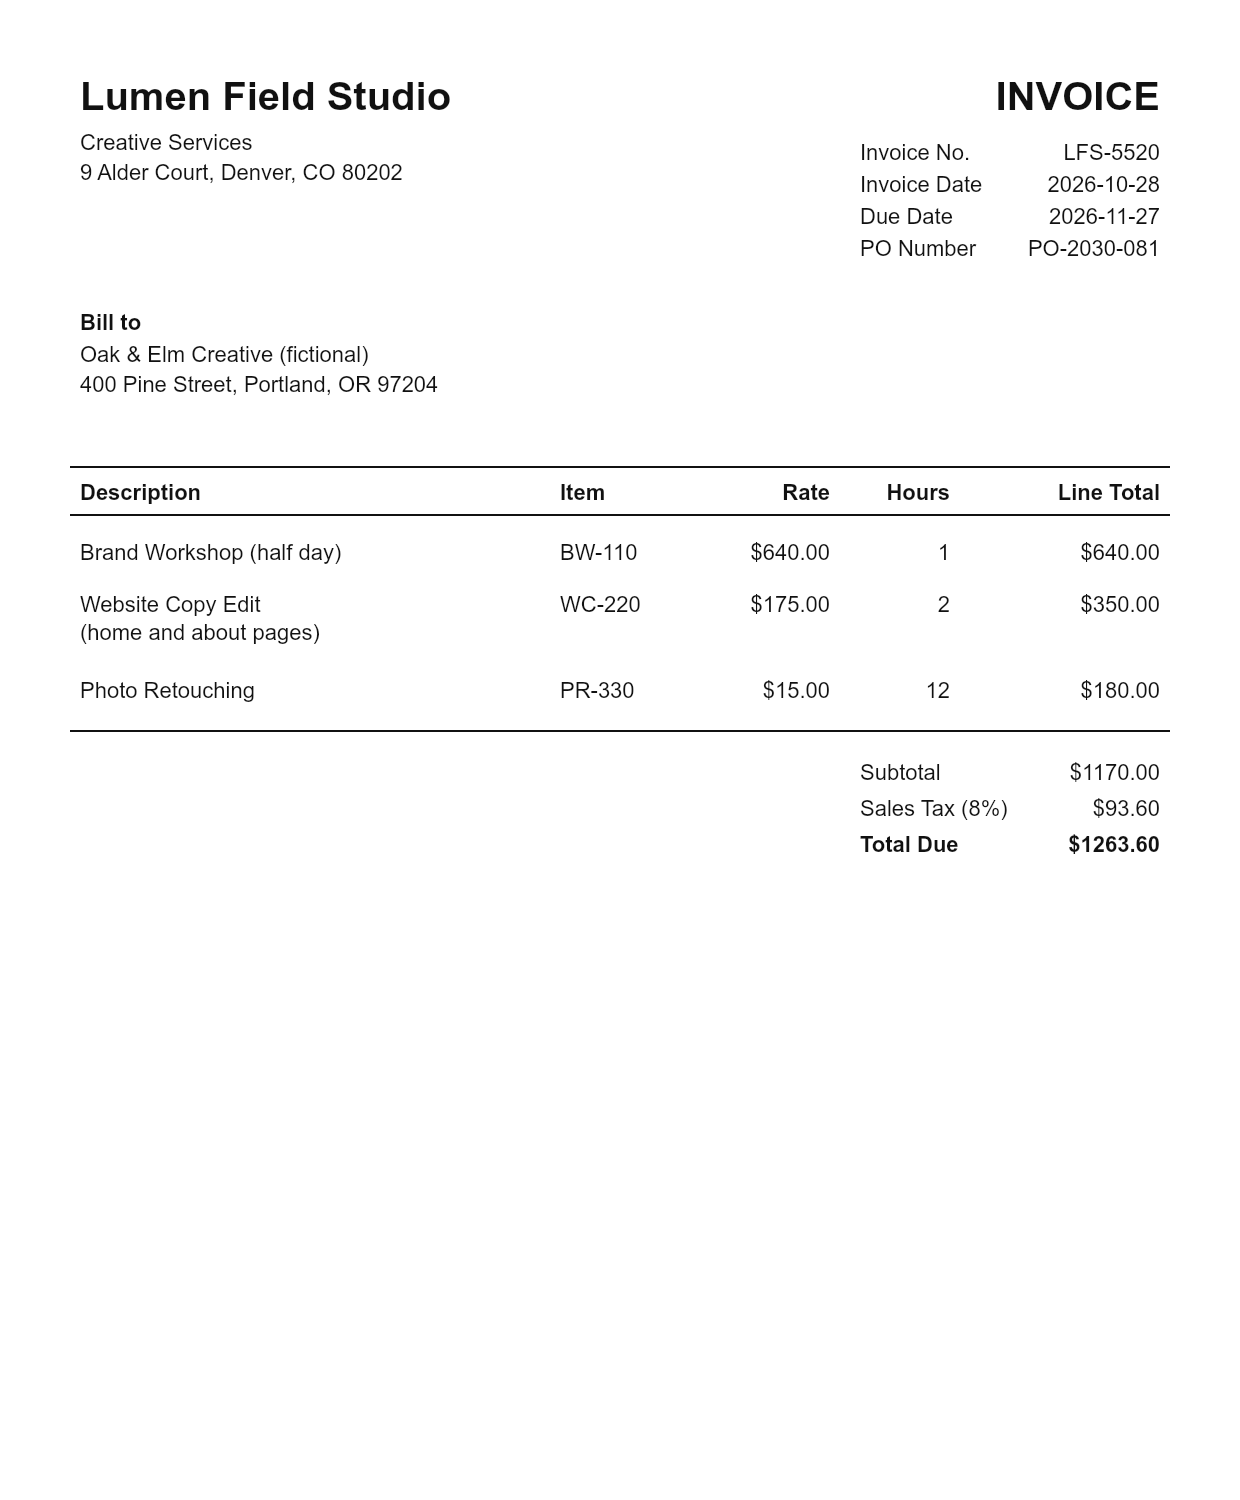 Lumen Field Studio
Creative Services
9 Alder Court, Denver, CO 80202
INVOICE
Invoice No. LFS-5520
Invoice Date 2026-10-28
Due Date 2026-11-27
PO Number PO-2030-081
Bill to
Oak & Elm Creative (fictional)
400 Pine Street, Portland, OR 97204
Description Item Rate Hours Line Total
Brand Workshop (half day) BW-110 $640.00 1 $640.00
Website Copy Edit WC-220 $175.00 2 $350.00
(home and about pages)
Photo Retouching PR-330 $15.00 12 $180.00
Subtotal $1170.00
Sales Tax (8%) $93.60
Total Due $1263.60